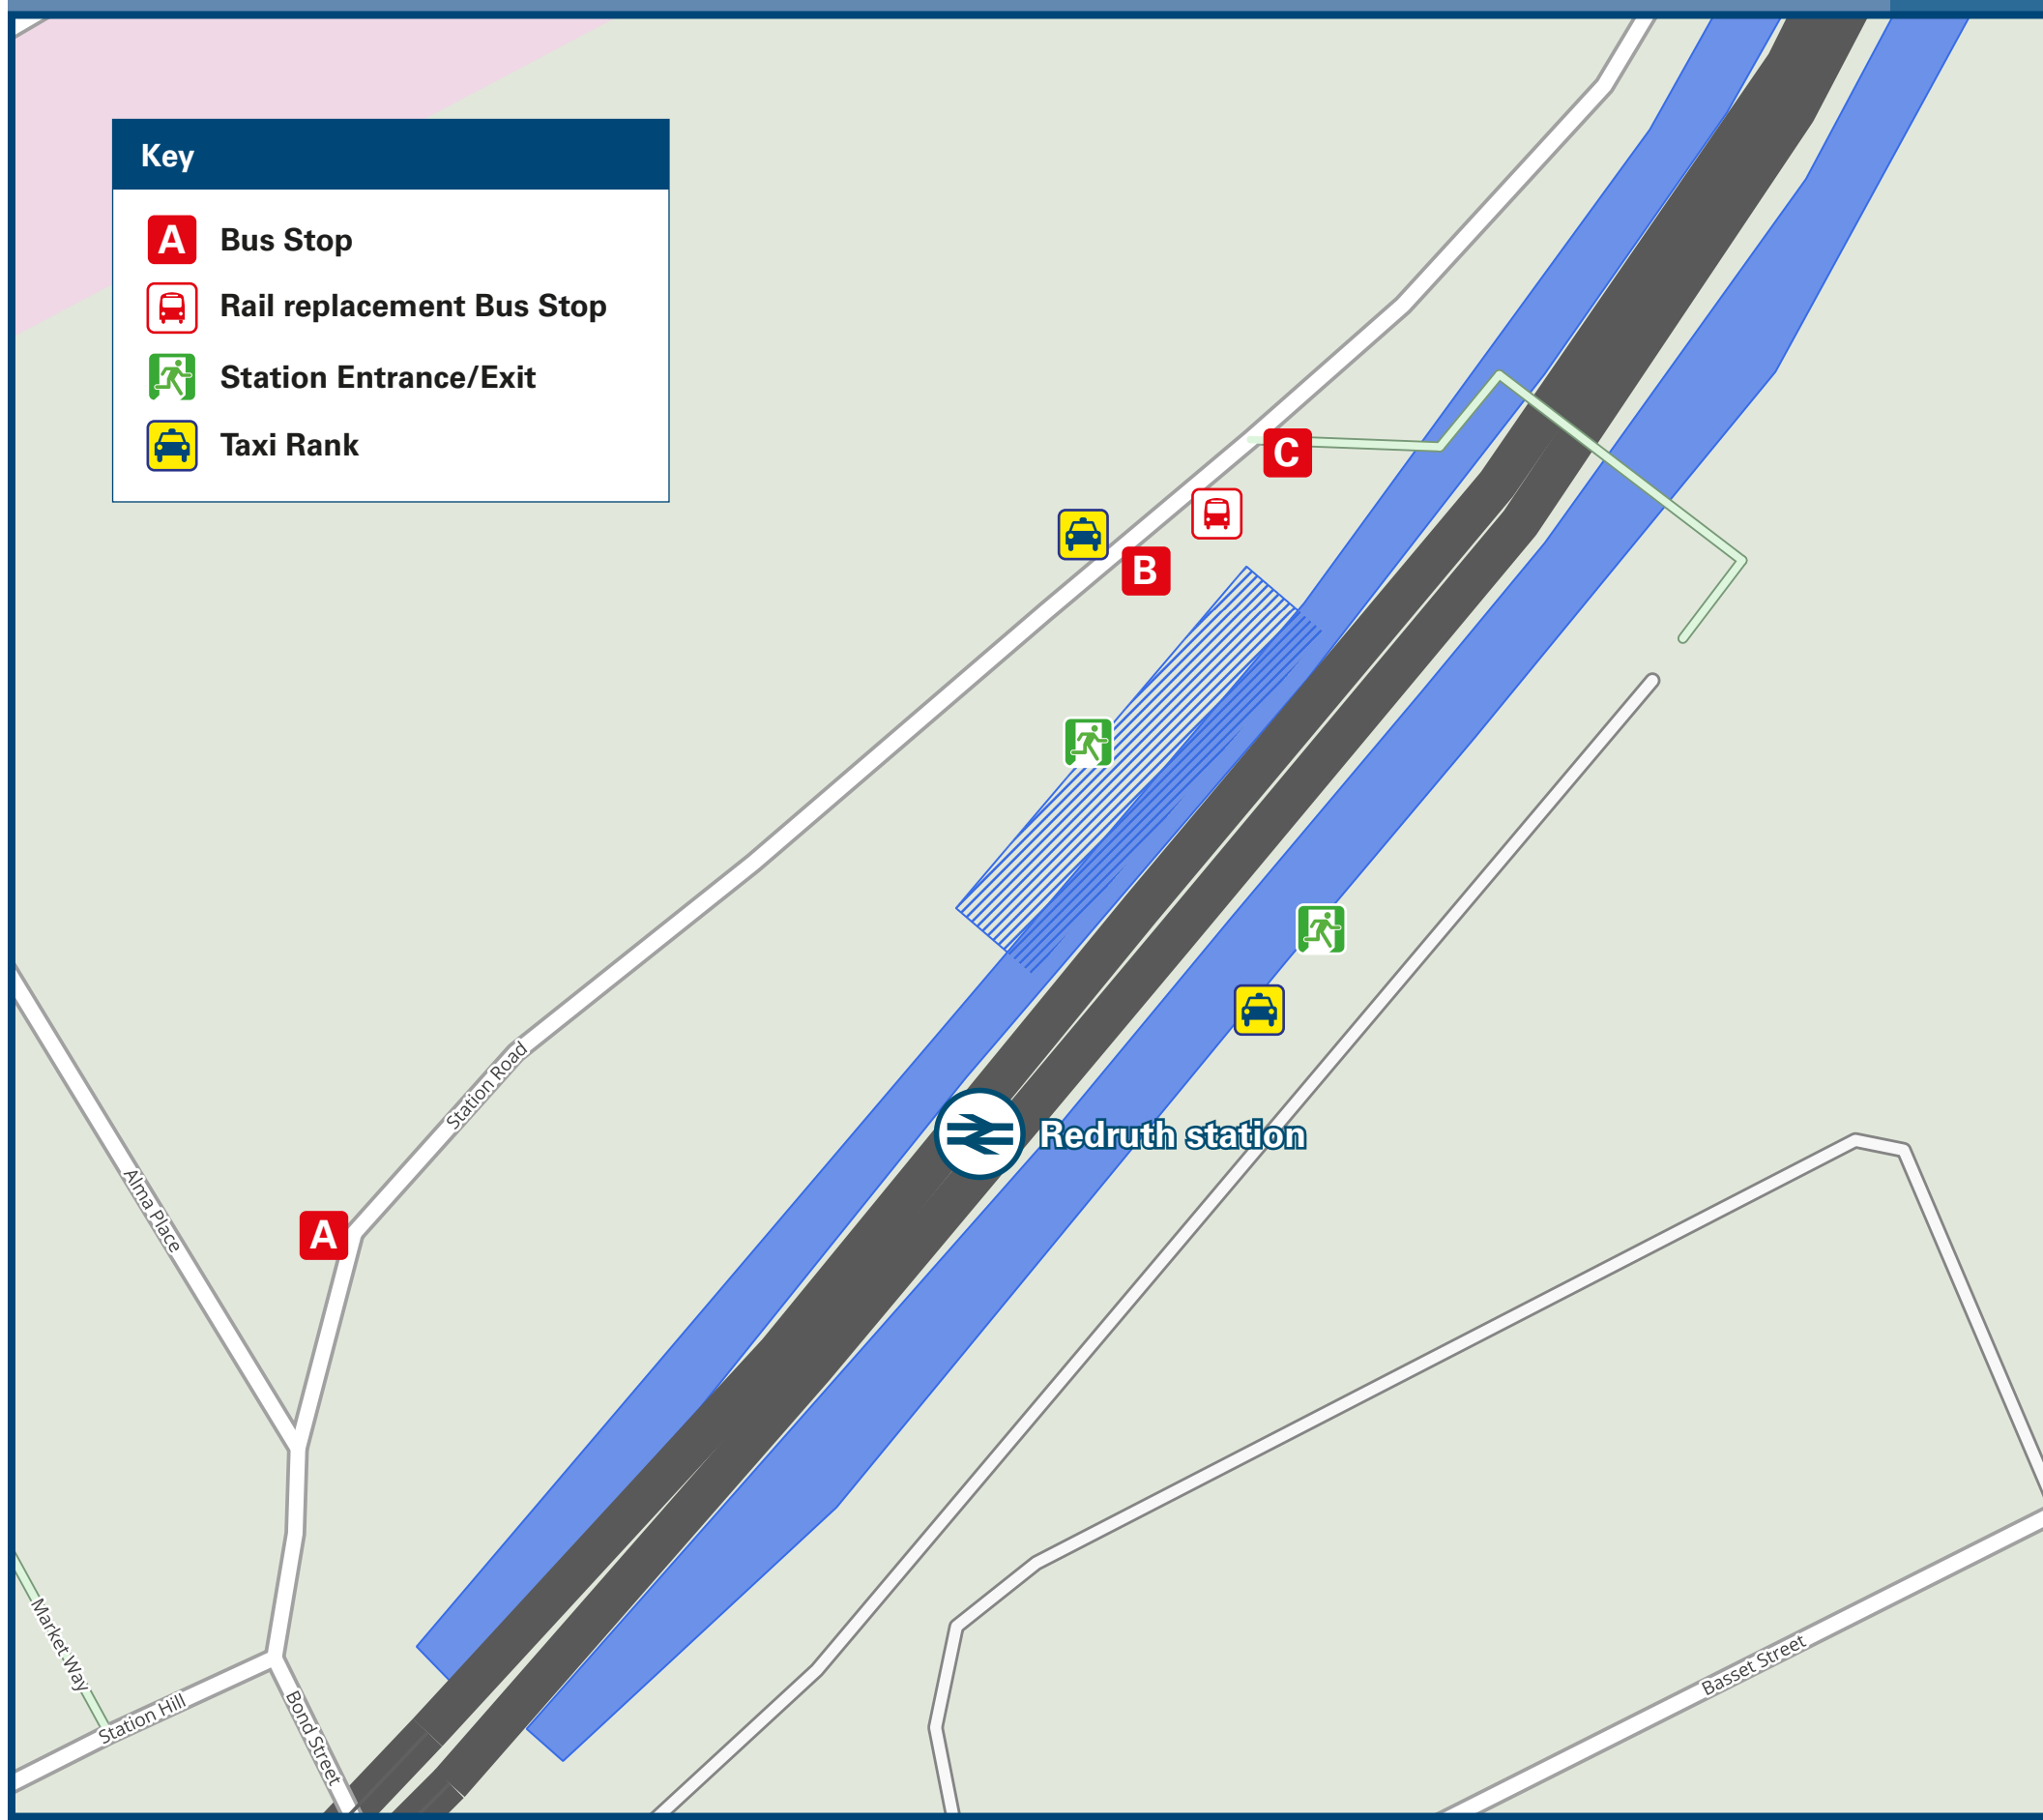 Key
A Bus Stop
Rail replacement Bus Stop
Station Entrance/Exit
Taxi Rank
C
B
Station Road
Redruth station
Alma Place
A
Market Way
Station Hill
Bond Street
Basset Street